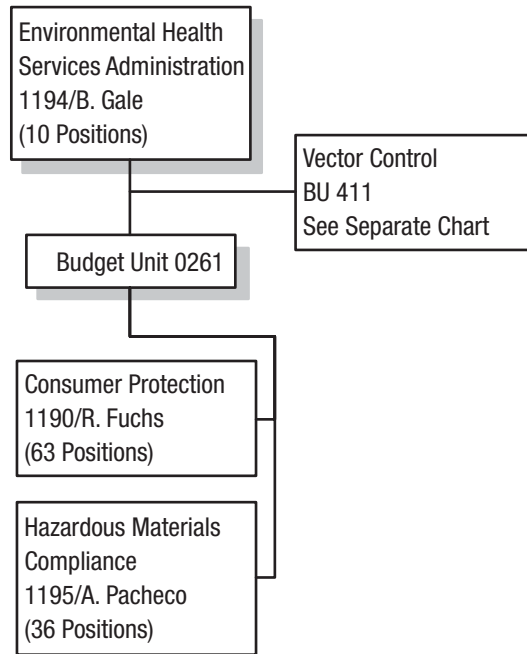 Environmental Health
Services Administration
1194/B. Gale
(10 Positions)
Vector Control
BU 411
See Separate Chart
Budget Unit 0261
Consumer Protection
1190/R. Fuchs
(63 Positions)
Hazardous Materials
Compliance
1195/A. Pacheco
(36 Positions)